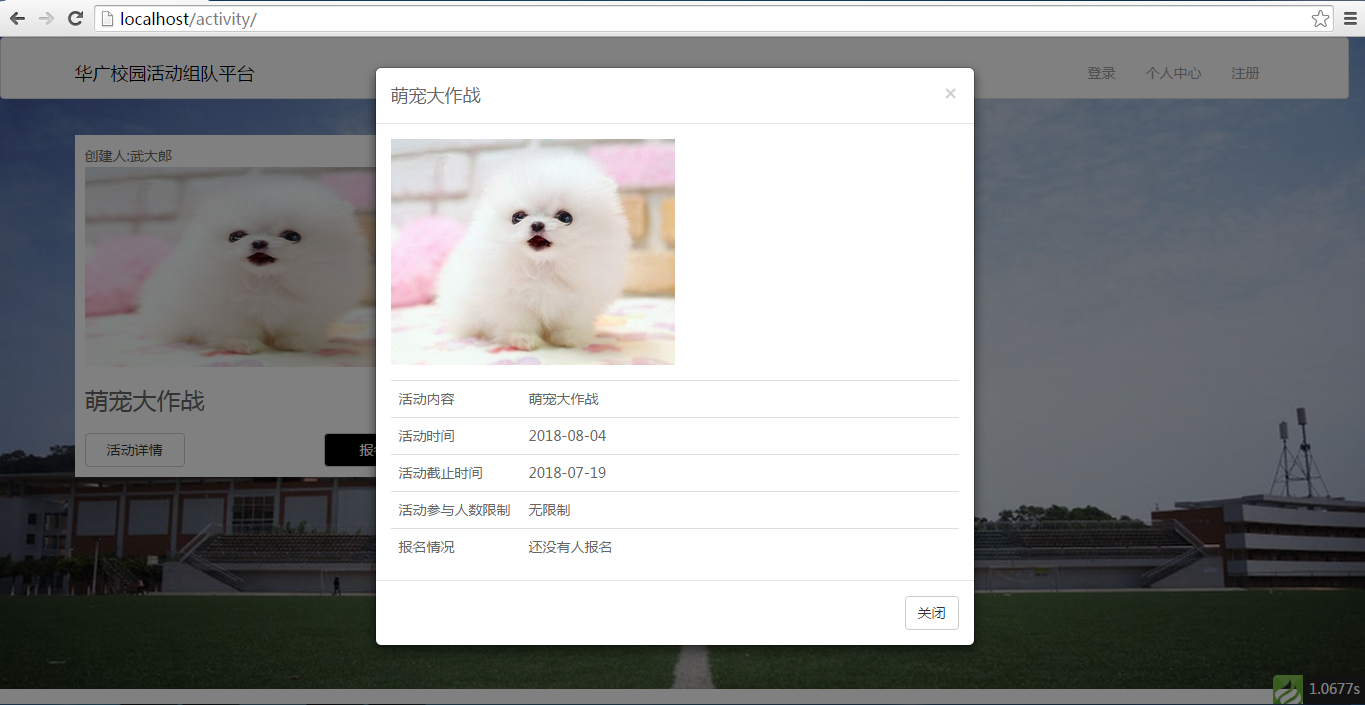 localhost/activity/
华广校园活动组队平台
登录 个人中心 注册
创建人:武大郎
萌宠大作战
活动详情
报
萌宠大作战 ×
活动内容 萌宠大作战
活动时间 2018-08-04
活动截止时间 2018-07-19
活动参与人数限制 无限制
报名情况 还没有人报名
关闭
1.0677s